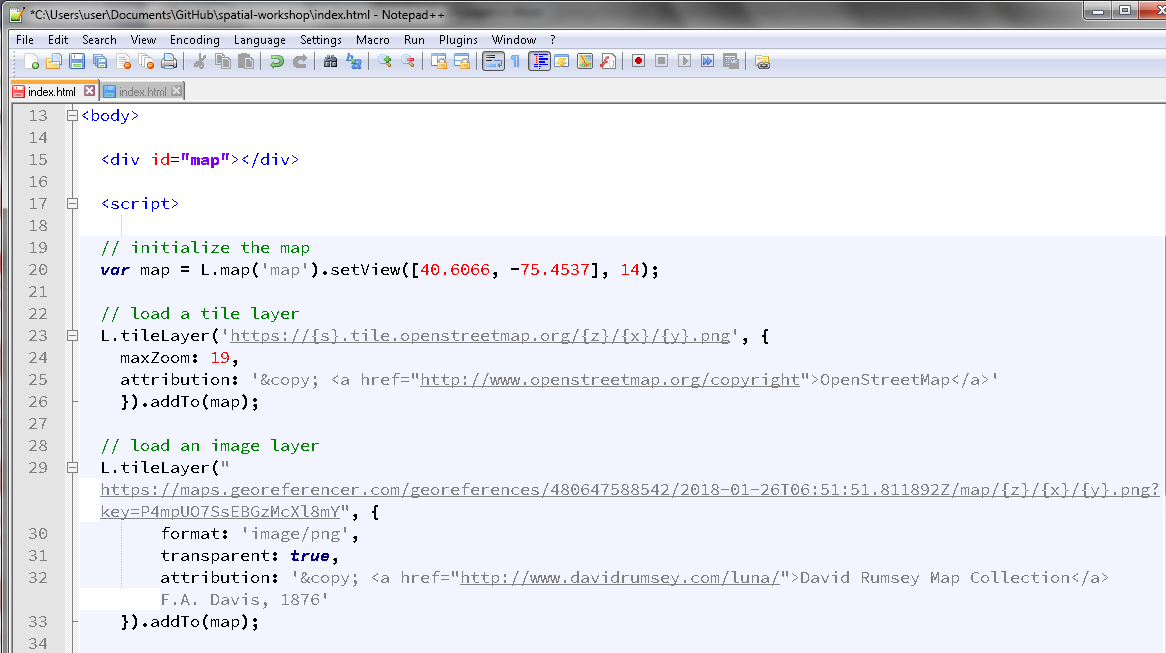 *C:\Users\user\Documents\GitHub\spatial-workshop\index.html - Notepad++
File Edit Search View Encoding Language Settings Macro Run Plugins Window ?
index.html index.html
13 <body>
14
15 <div id="map"></div>
16
17 <script>
18
19 // initialize the map
20 var map = L.map('map').setView([40.6066, -75.4537], 14);
21
22 // load a tile layer
23 L.tileLayer('https://{s}.tile.openstreetmap.org/{z}/{x}/{y}.png', {
24 maxZoom: 19,
25 attribution: '&copy; <a href="http://www.openstreetmap.org/copyright">OpenStreetMap</a>'
26 }).addTo(map);
27
28 // load an image layer
29 L.tileLayer("
https://maps.georeferencer.com/georeferences/480647588542/2018-01-26T06:51:51.811892Z/map/{z}/{x}/{y}.png?
key=P4mpUO7SsEBGzMcXl8mY", {
30 format: 'image/png',
31 transparent: true,
32 attribution: '&copy; <a href="http://www.davidrumsey.com/luna/">David Rumsey Map Collection</a>
F.A. Davis, 1876'
33 }).addTo(map);
34